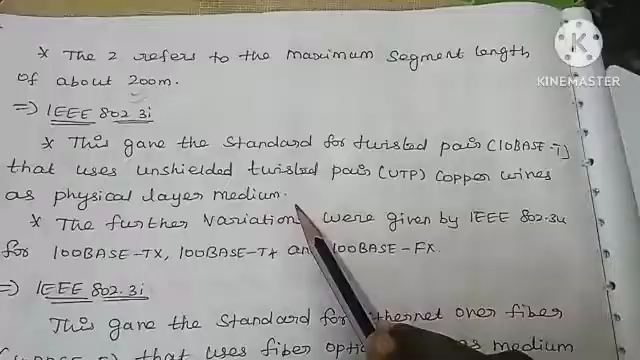 * The 2 refers to the maximum segment length
of about 200m.
=> IEEE 802.3i
* This gave the standard for twisted pair (10BASE-T)
that uses unshielded twisted pair (UTP) copper wires
as physical layer medium.
* The further variations were given by IEEE 802.3u
for 100BASE-TX, 100BASE-T4 an 100BASE-FX.
=> IEEE 802.3i
This gave the standard for ethernet over fiber
that uses fiber optic as medium
KINEMASTER